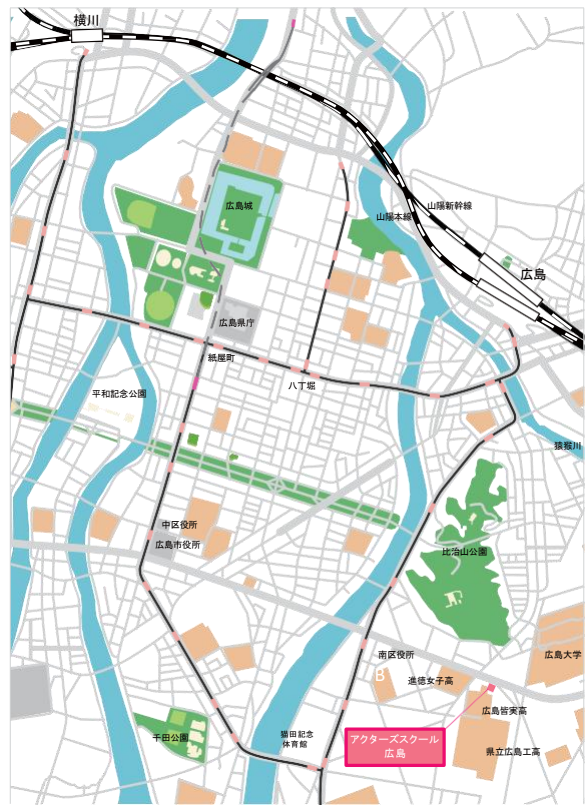 横川
広島城
山陽新幹線
山陽本線
広島
広島県庁
紙屋町
八丁堀
平和記念公園
猿猴川
中区役所
広島市役所
比治山公園
南区役所
広島大学
B
進徳女子高
広島皆実高
アクターズスクール
広島
猫田記念
体育館
千田公園
県立広島工高